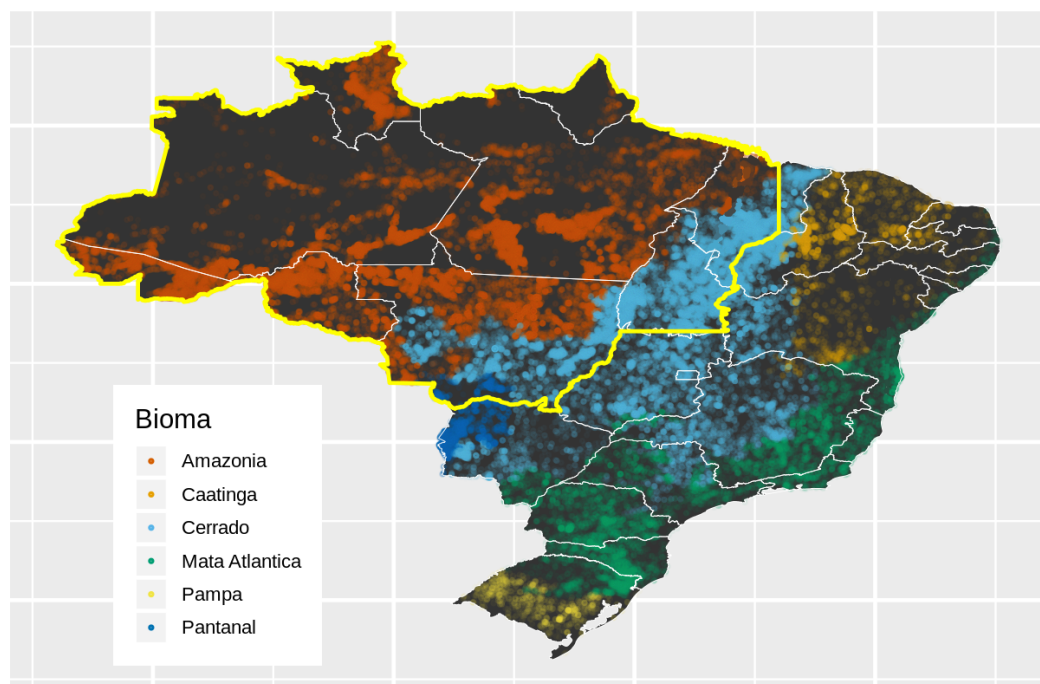 Bioma
Amazonia
Caatinga
Cerrado
Mata Atlantica
Pampa
Pantanal